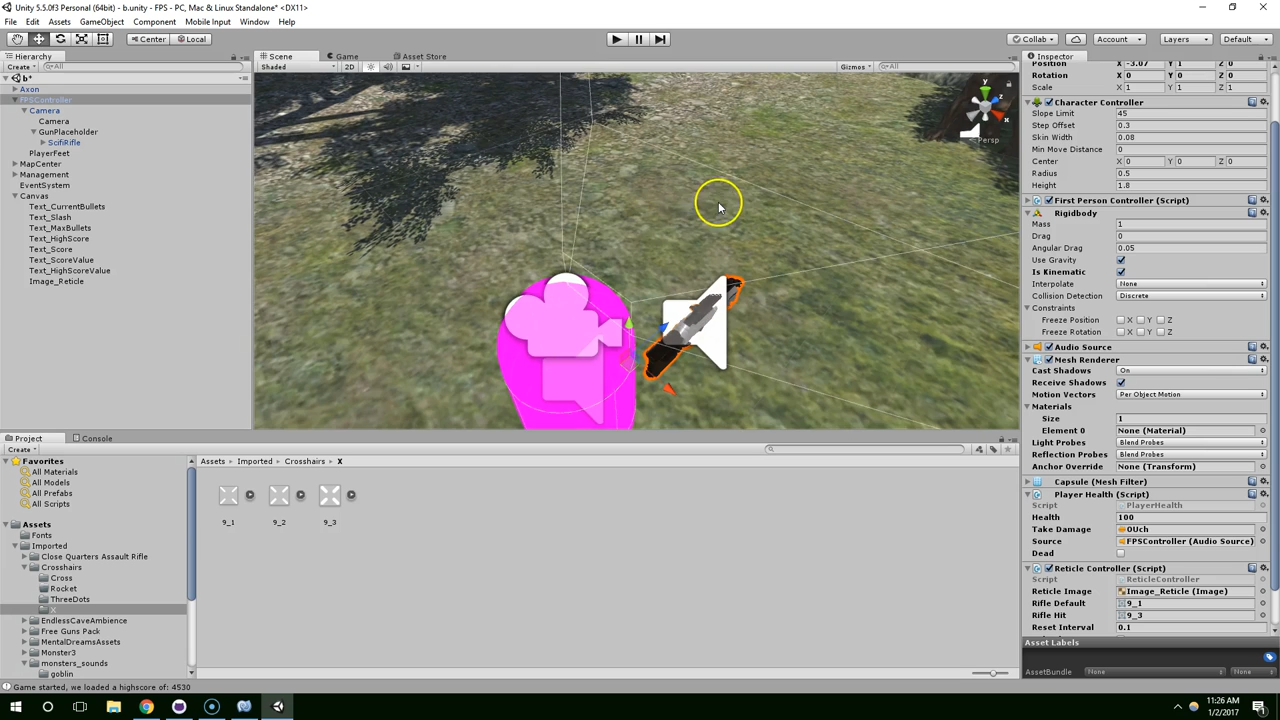 Unity 5.5.0f3 Personal (64bit) - b.unity - FPS - PC, Mac & Linux Standalone* <DX11>
File Edit Assets GameObject Component Mobile Input Window Help
Center Local Collab Account Layers Default
Hierarchy Scene Game Asset Store Inspector
Create All Shaded 2D Gizmos All
b*
Axon
FPSController
Camera
Camera
GunPlaceholder
ScifiRifle
PlayerFeet
MapCenter
Management
EventSystem
Canvas
Text_CurrentBullets
Text_Slash
Text_MaxBullets
Text_HighScore
Text_Score
Text_ScoreValue
Text_HighScoreValue
Image_Reticle
y
z
x
Persp
Position X -3.07 Y 1 Z 0
Rotation X 0 Y 0 Z 0
Scale X 1 Y 1 Z 1
Character Controller
Slope Limit 45
Step Offset 0.3
Skin Width 0.08
Min Move Distance 0
Center X 0 Y 0 Z 0
Radius 0.5
Height 1.8
First Person Controller (Script)
Rigidbody
Mass 1
Drag 0
Angular Drag 0.05
Use Gravity
Is Kinematic
Interpolate None
Collision Detection Discrete
Constraints
Freeze Position X Y Z
Freeze Rotation X Y Z
Audio Source
Mesh Renderer
Cast Shadows On
Receive Shadows
Motion Vectors Per Object Motion
Materials
Size 1
Element 0 None (Material)
Light Probes Blend Probes
Reflection Probes Blend Probes
Anchor Override None (Transform)
Capsule (Mesh Filter)
Player Health (Script)
Script PlayerHealth
Health 100
Take Damage OUch
Source FPSController (Audio Source)
Dead
Reticle Controller (Script)
Script ReticleController
Reticle Image Image_Reticle (Image)
Rifle Default 9_1
Rifle Hit 9_3
Reset Interval 0.1
Asset Labels
AssetBundle None None
Project Console
Create
Favorites
All Materials
All Models
All Prefabs
All Scripts
Assets
Fonts
Imported
Close Quarters Assault Rifle
Crosshairs
Cross
Rocket
ThreeDots
X
EndlessCaveAmbience
Free Guns Pack
MentalDreamsAssets
Monster3
monsters_sounds
goblin
Assets Imported Crosshairs X
9_1 9_2 9_3
Game started, we loaded a highscore of: 4530
11:26 AM
1/2/2017